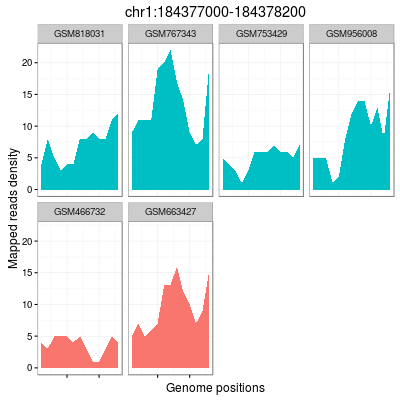 chr1:184377000-184378200
GSM818031 GSM767343 GSM753429 GSM956008
20
15
10
5
0
Mapped reads density
GSM466732 GSM663427
20
15
10
5
0
Genome positions